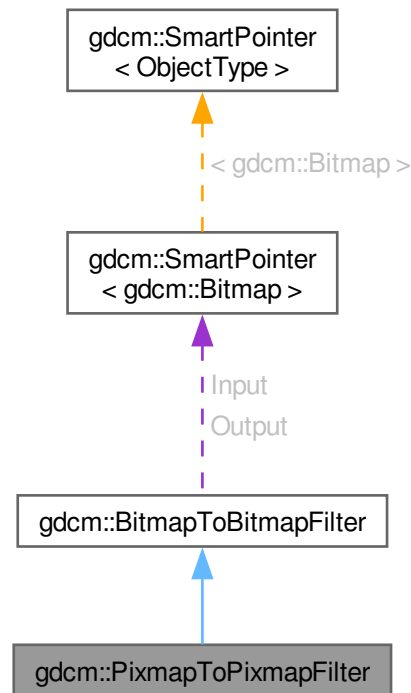 gdcm::SmartPointer
< ObjectType >
< gdcm::Bitmap >
gdcm::SmartPointer
< gdcm::Bitmap >
Input
Output
gdcm::BitmapToBitmapFilter
gdcm::PixmapToPixmapFilter